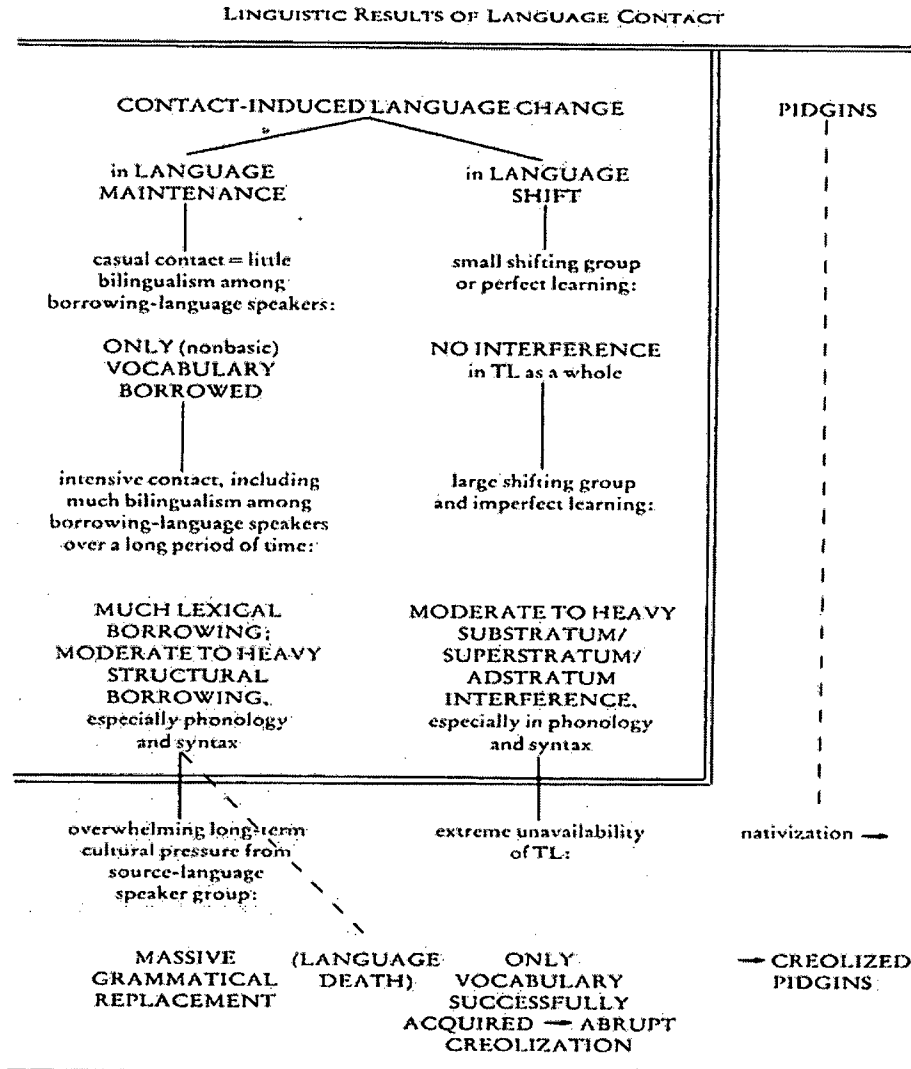 LINGUISTIC RESULTS OF LANGUAGE CONTACT
CONTACT-INDUCED LANGUAGE CHANGE
in LANGUAGE
MAINTENANCE
casual contact = little
bilingualism among
borrowing-language speakers:
ONLY (nonbasic)
VOCABULARY
BORROWED
intensive contact, including
much bilingualism among
borrowing-language speakers
over a long period of time:
MUCH LEXICAL
BORROWING;
MODERATE TO HEAVY
STRUCTURAL
BORROWING,
especially phonology
and syntax
overwhelming long-term
cultural pressure from
source-language
speaker group:
MASSIVE
GRAMMATICAL
REPLACEMENT
(LANGUAGE
DEATH)
in LANGUAGE
SHIFT
small shifting group
or perfect learning:
NO INTERFERENCE
in TL as a whole
large shifting group
and imperfect learning:
MODERATE TO HEAVY
SUBSTRATUM/
SUPERSTRATUM/
ADSTRATUM
INTERFERENCE,
especially in phonology
and syntax
extreme unavailability
of TL:
ONLY
VOCABULARY
SUCCESSFULLY
ACQUIRED → ABRUPT
CREOLIZATION
PIDGINS
nativization →
→ CREOLIZED
PIDGINS